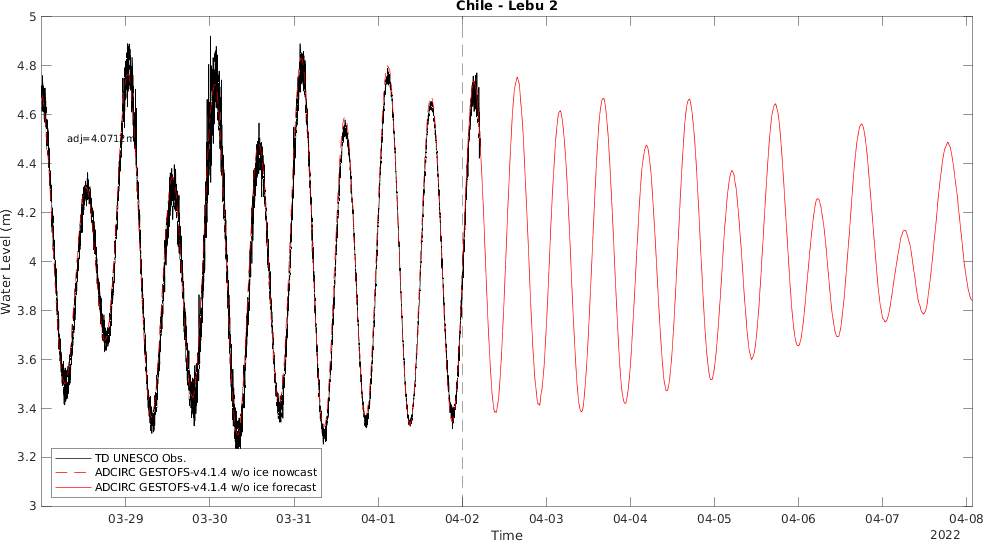 Chile - Lebu 2
5
4.8
4.6
4.4
4.2
4
3.8
3.6
3.4
3.2
3
Water Level (m)
adj=4.0712m
TD UNESCO Obs.
ADCIRC GESTOFS-v4.1.4 w/o ice nowcast
ADCIRC GESTOFS-v4.1.4 w/o ice forecast
03-29 03-30 03-31 04-01 04-02 04-03 04-04 04-05 04-06 04-07 04-08
Time
2022